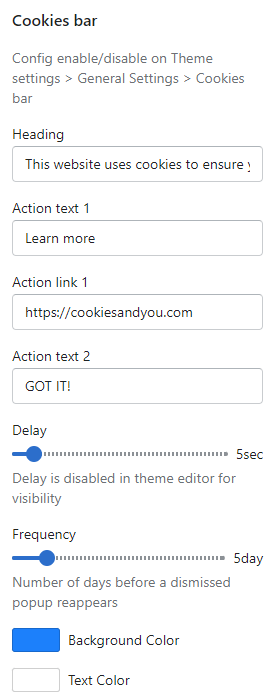 Cookies bar
Config enable/disable on Theme
settings > General Settings > Cookies
bar
Heading
This website uses cookies to ensure
Action text 1
Learn more
Action link 1
https://cookiesandyou.com
Action text 2
GOT IT!
Delay
5sec
Delay is disabled in theme editor for
visibility
Frequency
5day
Number of days before a dismissed
popup reappears
Background Color
Text Color